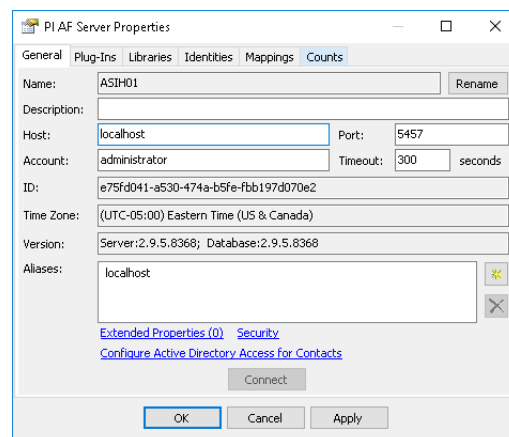 PI AF Server Properties
General Plug-Ins Libraries Identities Mappings Counts
Name: ASIH01 Rename
Description:
Host: localhost Port: 5457
Account: administrator Timeout: 300 seconds
ID: e75fd041-a530-474a-b5fe-fbb197d070e2
Time Zone: (UTC-05:00) Eastern Time (US & Canada)
Version: Server:2.9.5.8368; Database:2.9.5.8368
Aliases: localhost
Extended Properties (0) Security
Configure Active Directory Access for Contacts
Connect
OK Cancel Apply